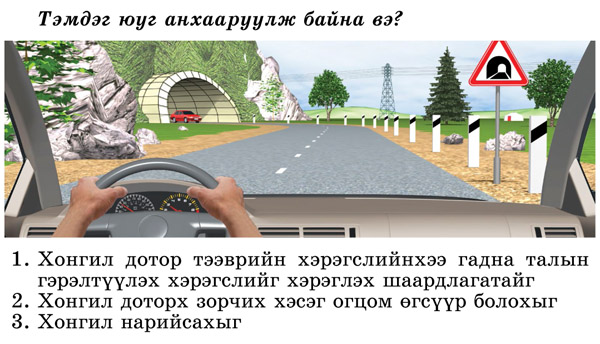 Тэмдэг юуг анхааруулж байна вэ?
1. Хонгил дотор тээврийн хэрэгслийнхээ гадна талын
гэрэлтүүлэх хэрэгслийг хэрэглэх шаардлагатайг
2. Хонгил доторх зорчих хэсэг огцом өгсүүр болохыг
3. Хонгил нарийсахыг